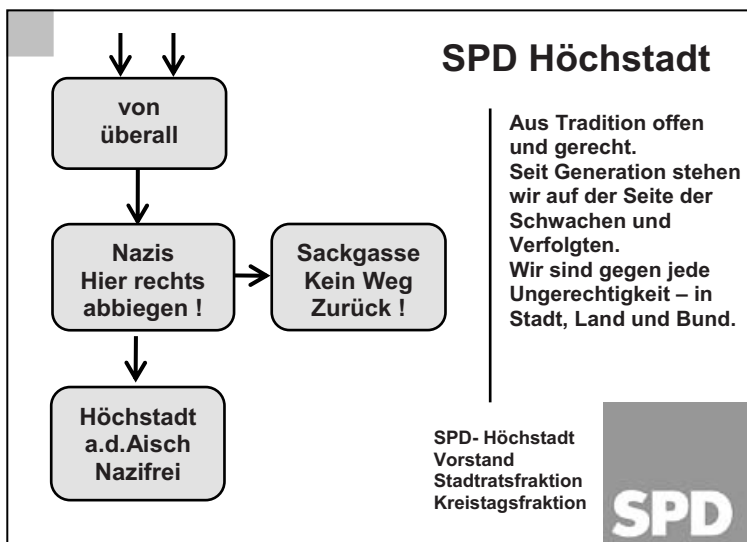 SPD Höchstadt
von
überall
Nazis
Hier rechts
abbiegen !
Sackgasse
Kein Weg
Zurück !
Höchstadt
a.d.Aisch
Nazifrei
Aus Tradition offen
und gerecht.
Seit Generation stehen
wir auf der Seite der
Schwachen und
Verfolgten.
Wir sind gegen jede
Ungerechtigkeit – in
Stadt, Land und Bund.
SPD- Höchstadt
Vorstand
Stadtratsfraktion
Kreistagsfraktion
SPD